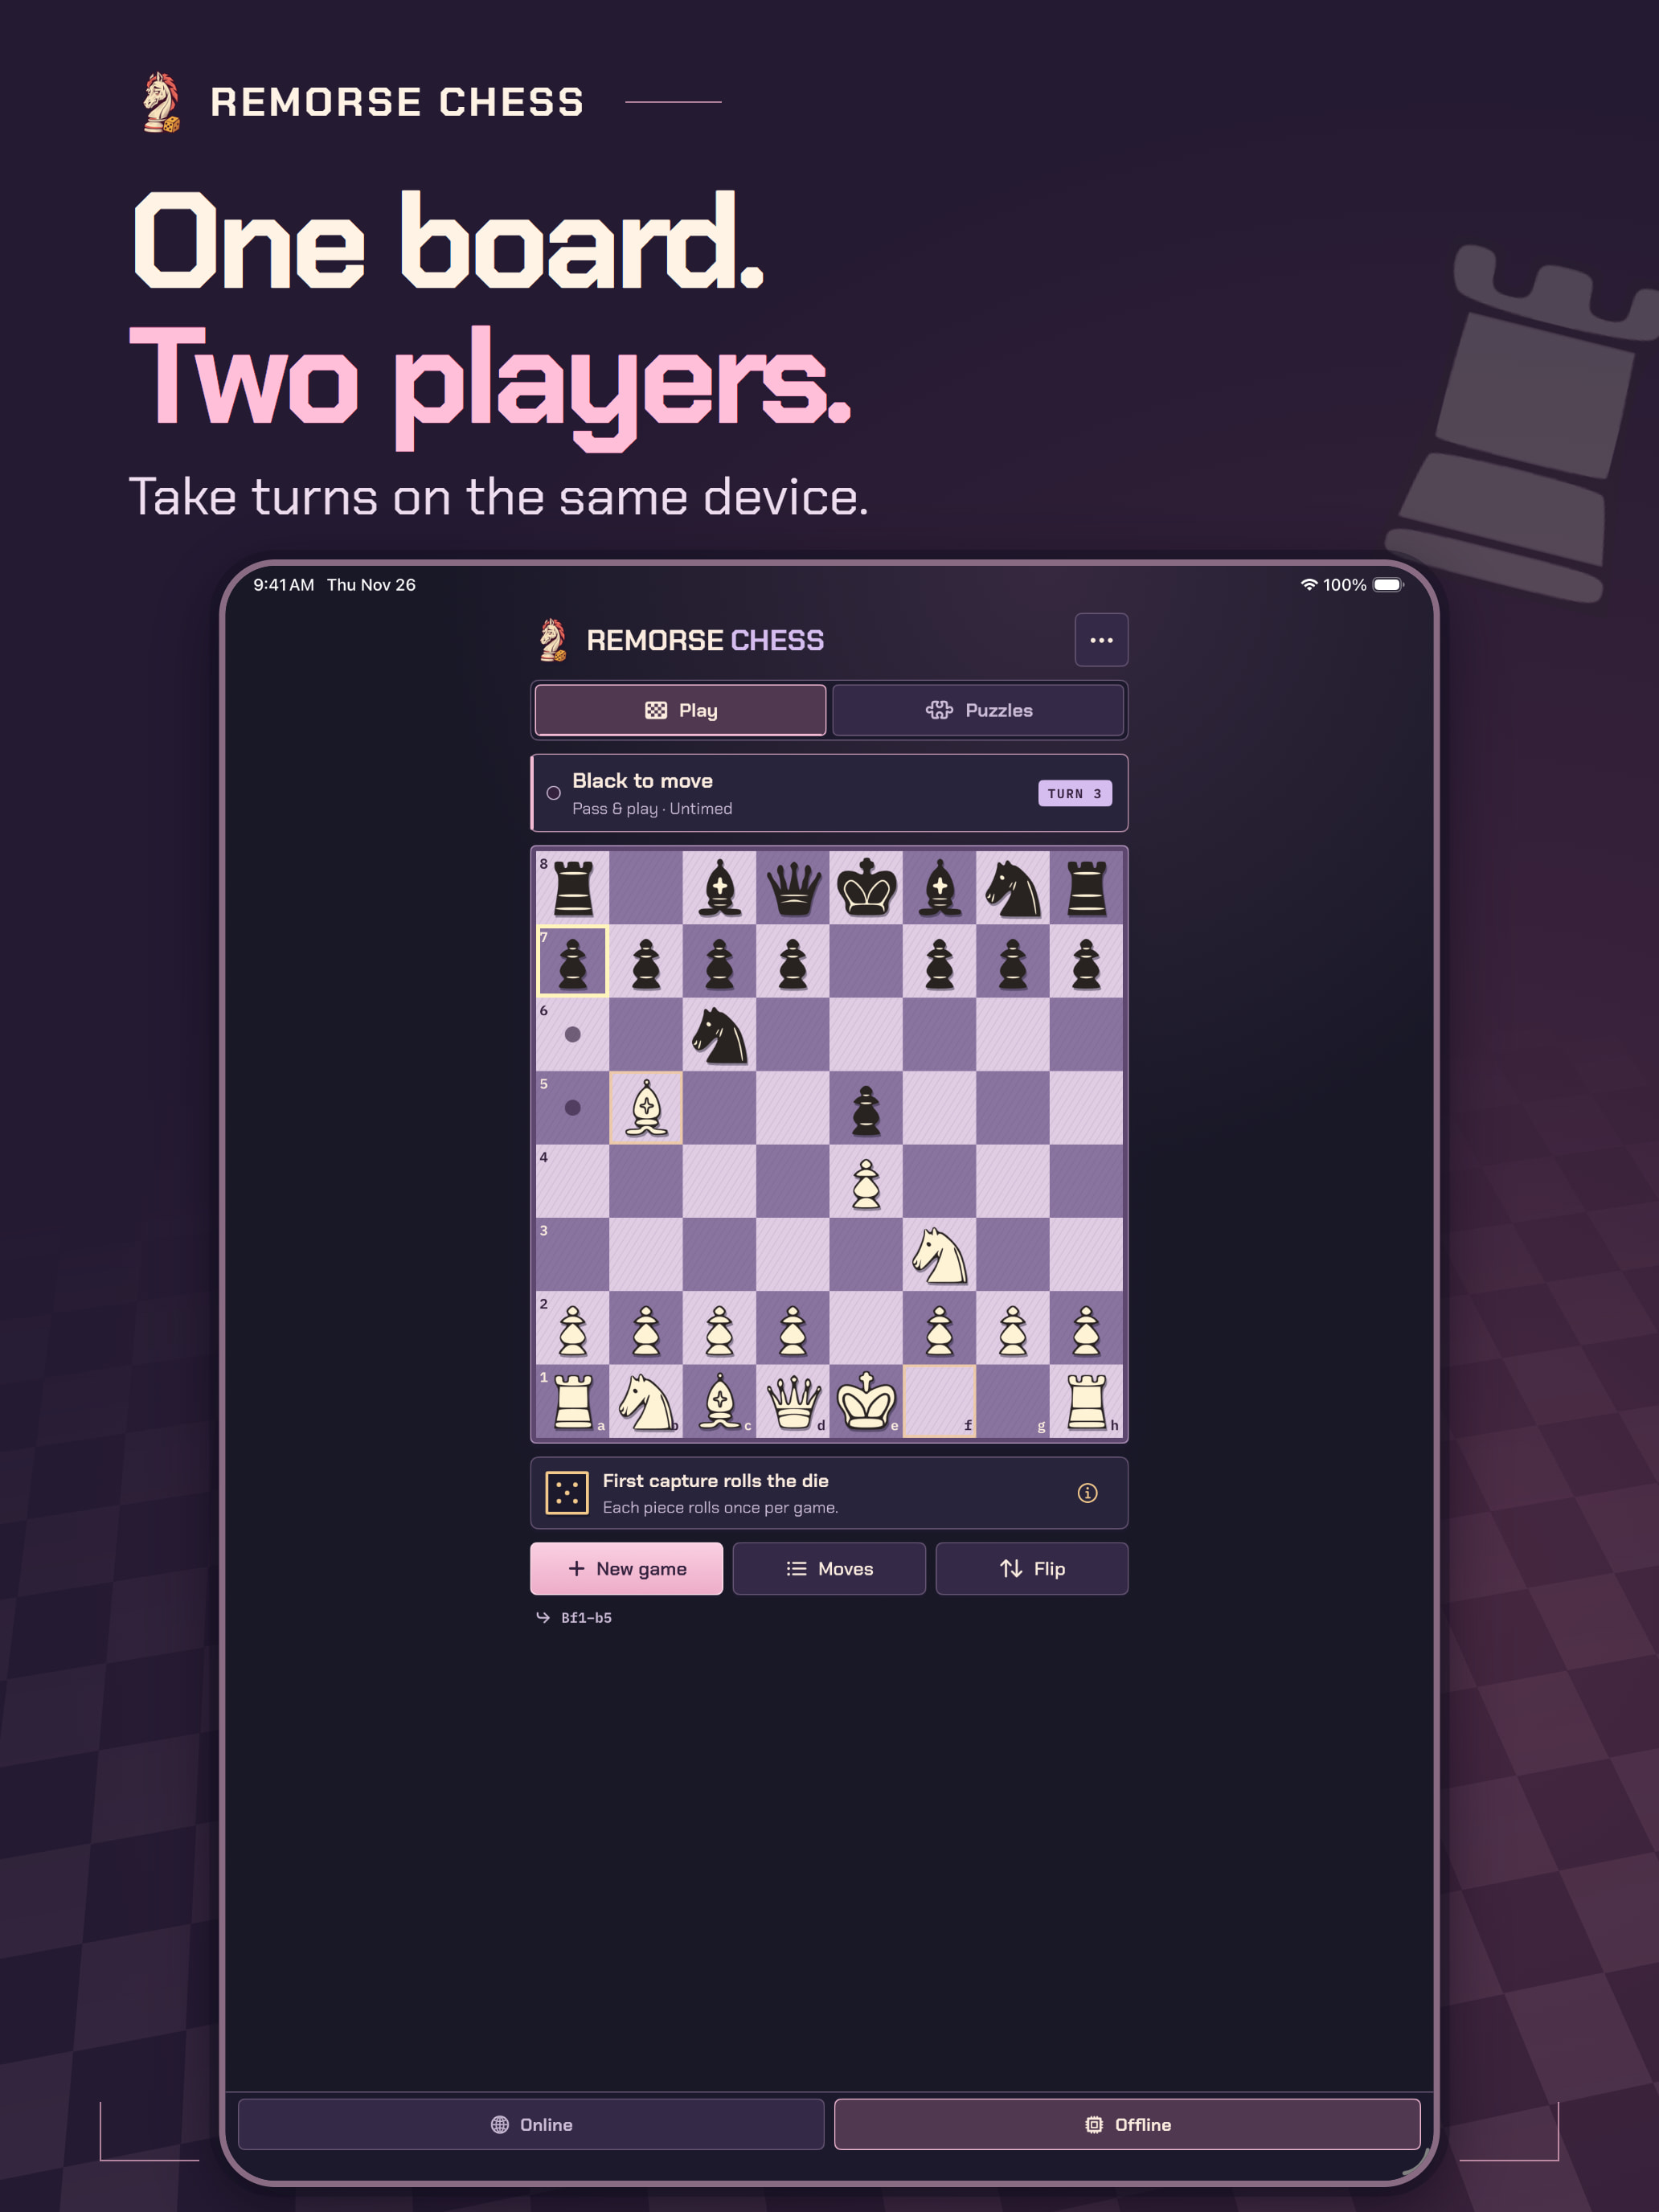 REMORSE CHESS
One board.
Two players.
Take turns on the same device.
9:41 AM Thu Nov 26
100%
REMORSE CHESS
Play
Puzzles
Black to move
Pass & play · Untimed
TURN 3
8
7
6
5
4
3
2
1
a b c d e f g h
First capture rolls the die
Each piece rolls once per game.
New game
Moves
Flip
Bf1–b5
Online
Offline